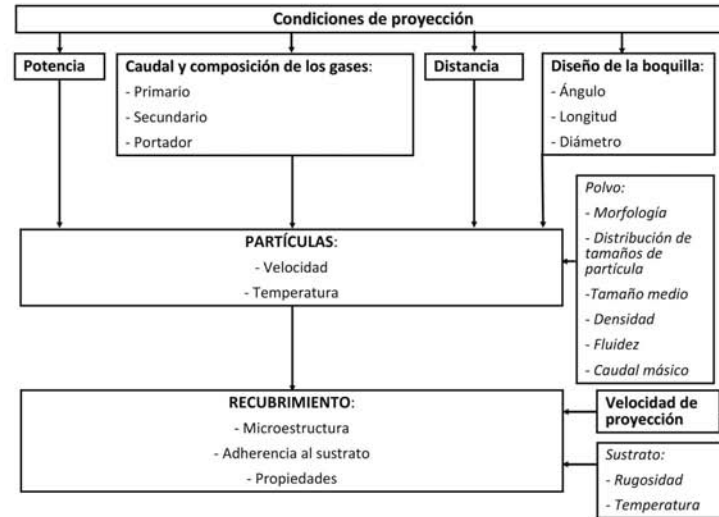 Condiciones de proyección
Potencia
Caudal y composición de los gases:
- Primario
- Secundario
- Portador
Distancia
Diseño de la boquilla:
- Ángulo
- Longitud
- Diámetro
Polvo:
- Morfología
- Distribución de
tamaños de
partícula
-Tamaño medio
- Densidad
- Fluidez
- Caudal másico
PARTÍCULAS:
- Velocidad
- Temperatura
RECUBRIMIENTO:
- Microestructura
- Adherencia al sustrato
- Propiedades
Velocidad de
proyección
Sustrato:
- Rugosidad
- Temperatura